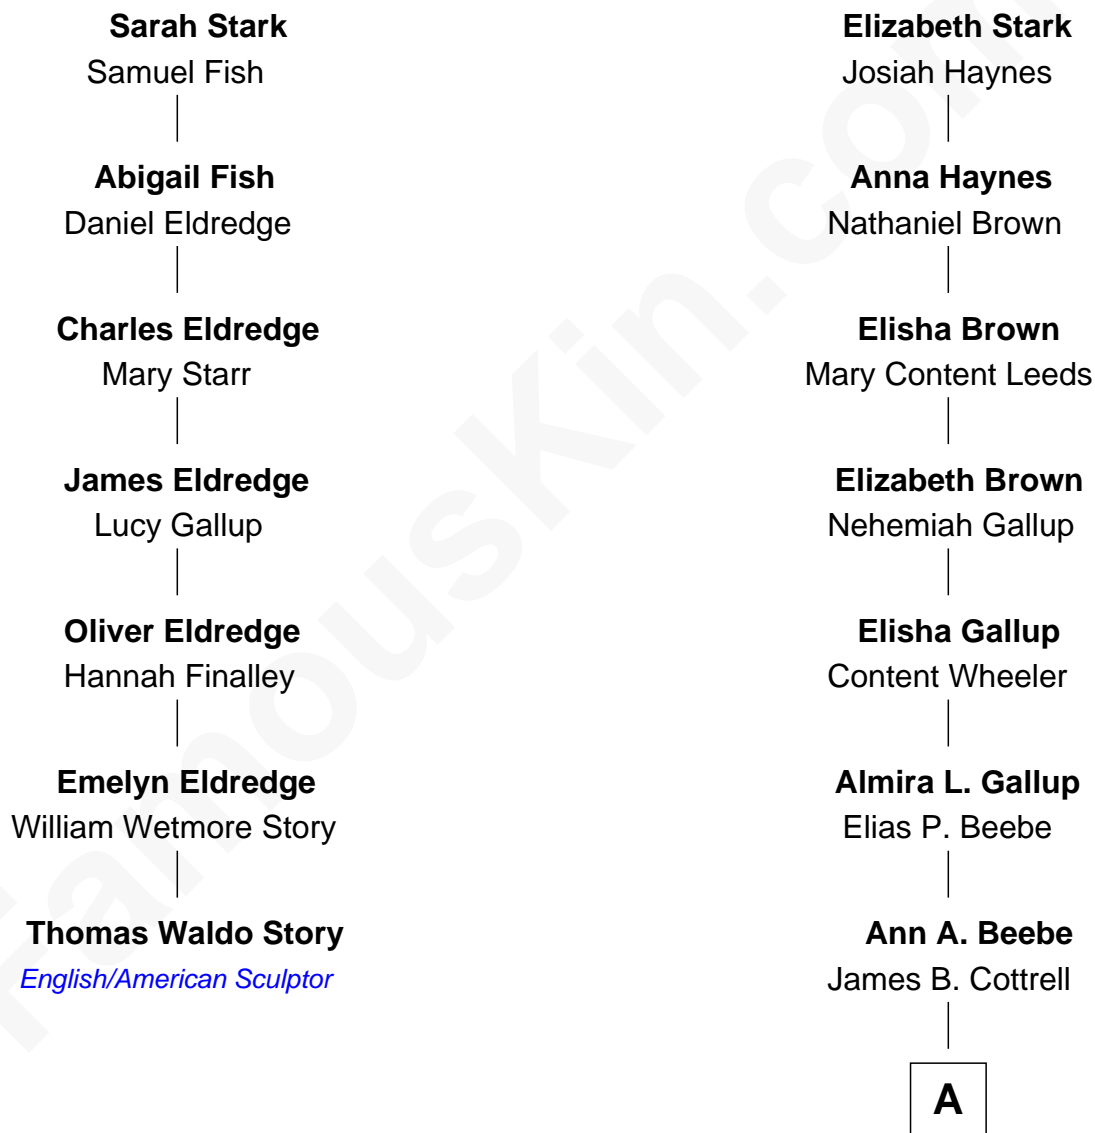 Sarah Stark
Samuel Fish
Abigail Fish
Daniel Eldredge
Charles Eldredge
Mary Starr
James Eldredge
Lucy Gallup
Oliver Eldredge
Hannah Finalley
Emelyn Eldredge
William Wetmore Story
Thomas Waldo Story
English/American Sculptor
Elizabeth Stark
Josiah Haynes
Anna Haynes
Nathaniel Brown
Elisha Brown
Mary Content Leeds
Elizabeth Brown
Nehemiah Gallup
Elisha Gallup
Content Wheeler
Almira L. Gallup
Elias P. Beebe
Ann A. Beebe
James B. Cottrell
A
FamousKin.com